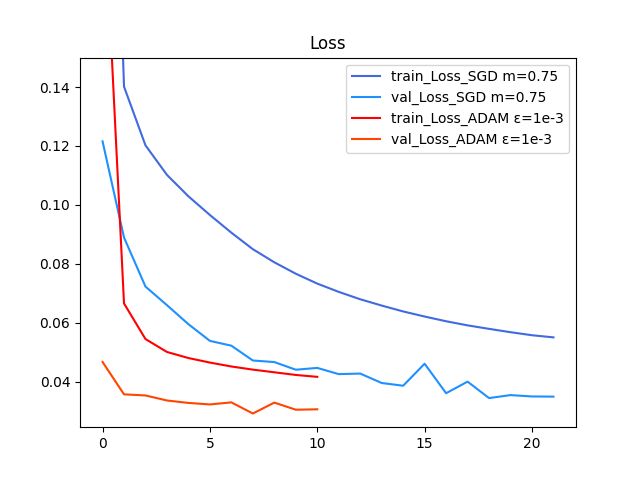 Loss
train_Loss_SGD m=0.75
val_Loss_SGD m=0.75
train_Loss_ADAM ε=1e-3
val_Loss_ADAM ε=1e-3
0.14
0.12
0.10
0.08
0.06
0.04
0 5 10 15 20